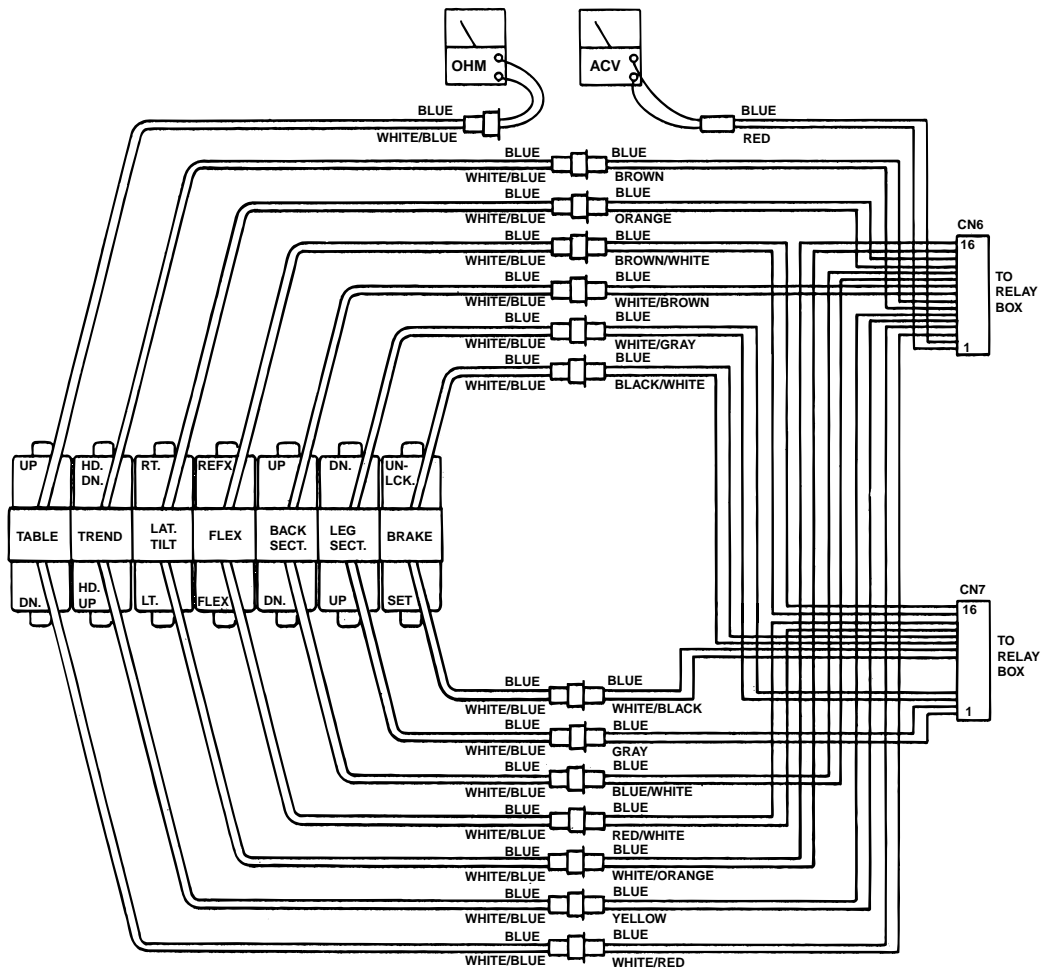 OHM
ACV
BLUE
BLUE
WHITE/BLUE
RED
BLUE
BLUE
WHITE/BLUE
BROWN
BLUE
BLUE
WHITE/BLUE
ORANGE
BLUE
BLUE
WHITE/BLUE
BROWN/WHITE
BLUE
BLUE
WHITE/BLUE
WHITE/BROWN
BLUE
BLUE
WHITE/BLUE
WHITE/GRAY
BLUE
BLUE
WHITE/BLUE
BLACK/WHITE
CN6
16
1
TO
RELAY
BOX
UP
HD.
DN.
RT.
REFX
UP
DN.
UN-
LCK.
TABLE
TREND
LAT.
TILT
FLEX
BACK
SECT.
LEG
SECT.
BRAKE
DN.
HD.
UP
LT.
FLEX
DN.
UP
SET
CN7
16
1
TO
RELAY
BOX
BLUE
BLUE
WHITE/BLUE
WHITE/BLACK
BLUE
BLUE
WHITE/BLUE
GRAY
BLUE
BLUE
WHITE/BLUE
BLUE/WHITE
BLUE
BLUE
WHITE/BLUE
RED/WHITE
BLUE
BLUE
WHITE/BLUE
WHITE/ORANGE
BLUE
BLUE
WHITE/BLUE
YELLOW
BLUE
BLUE
WHITE/BLUE
WHITE/RED